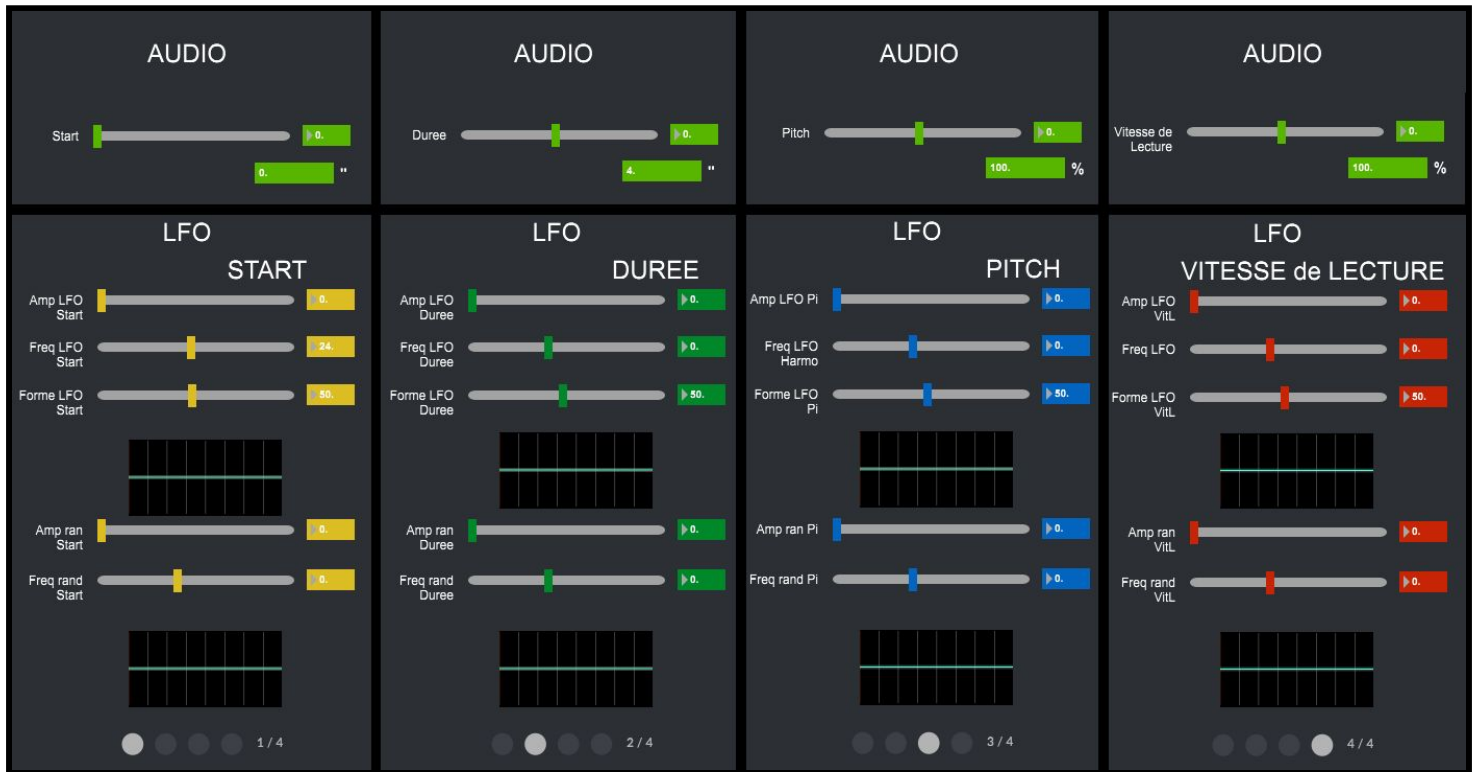 AUDIO
Start
0.
0. "
AUDIO
Duree
0.
4. "
AUDIO
Pitch
0.
100. %
AUDIO
Vitesse de
Lecture
0.
100. %
LFO
START
Amp LFO
Start
0.
Freq LFO
Start
24.
Forme LFO
Start
50.
Amp ran
Start
0.
Freq rand
Start
0.
1 / 4
LFO
DUREE
Amp LFO
Duree
0.
Freq LFO
Duree
0.
Forme LFO
Duree
50.
Amp ran
Duree
0.
Freq rand
Duree
0.
2 / 4
LFO
PITCH
Amp LFO Pi
0.
Freq LFO
Harmo
0.
Forme LFO
Pi
50.
Amp ran Pi
0.
Freq rand Pi
0.
3 / 4
LFO
VITESSE de LECTURE
Amp LFO
VitL
0.
Freq LFO
0.
Forme LFO
VitL
50.
Amp ran
VitL
0.
Freq rand
VitL
0.
4 / 4